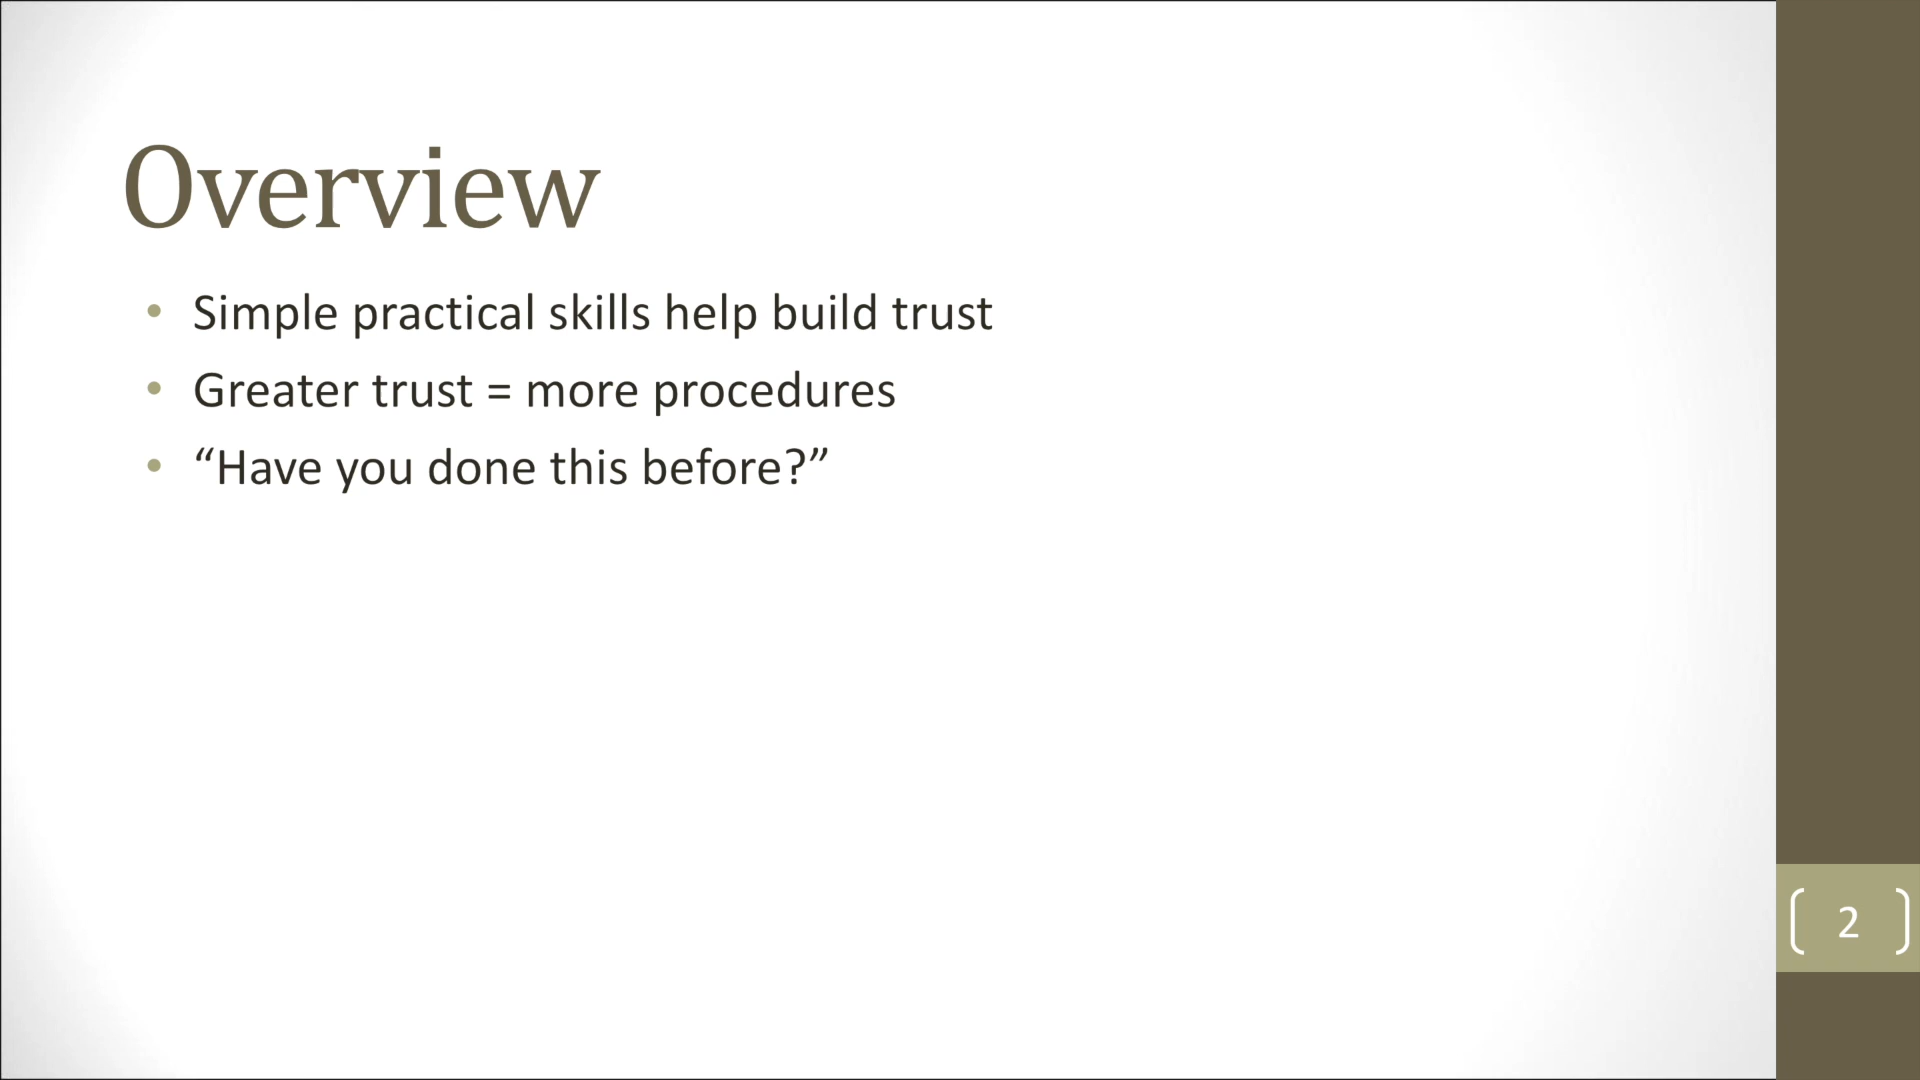 Overview
• Simple practical skills help build trust
• Greater trust = more procedures
• “Have you done this before?”
2